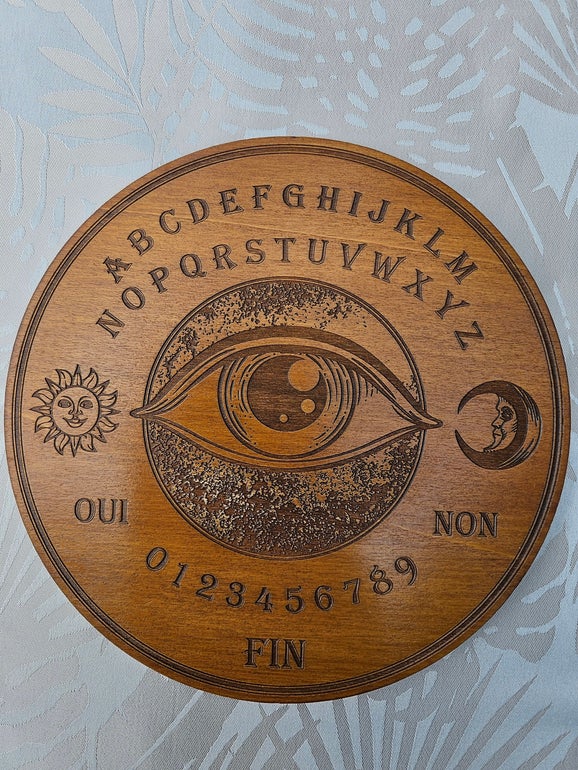 ABCDEFGHIJKLM
NOPQRSTUVWXYZ
OUI
NON
0123456789
FIN